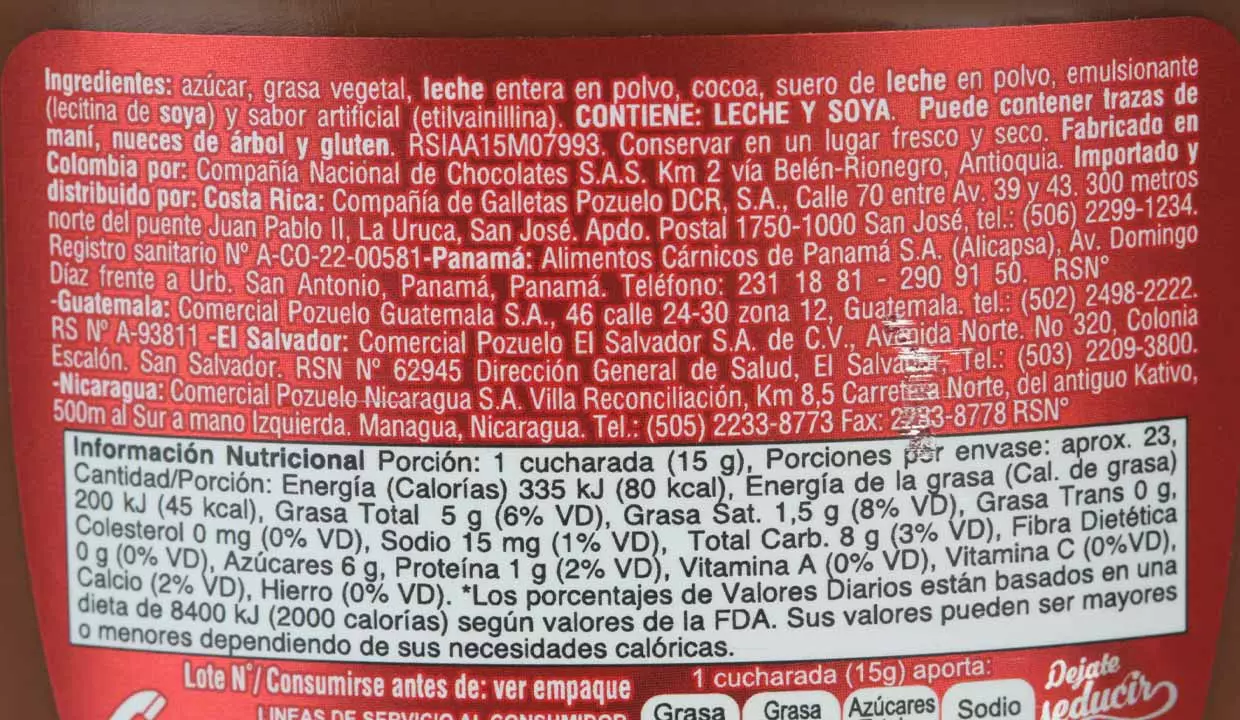 Ingredientes: azúcar, grasa vegetal, leche entera en polvo, cocoa, suero de leche en polvo, emulsionante
(lecitina de soya) y sabor artificial (etilvainillina). CONTIENE: LECHE Y SOYA. Puede contener trazas de
maní, nueces de árbol y gluten. RSIAA15M07993. Conservar en un lugar fresco y seco. Fabricado en
Colombia por: Compañía Nacional de Chocolates S.A.S. Km 2 vía Belén-Rionegro, Antioquia. Importado y
distribuido por: Costa Rica: Compañía de Galletas Pozuelo DCR, S.A., Calle 70 entre Av. 39 y 43. 300 metros
norte del puente Juan Pablo II, La Uruca, San José. Apdo. Postal 1750-1000 San José, tel.: (506) 2299-1234.
Registro sanitario Nº A-CO-22-00581-Panamá: Alimentos Cárnicos de Panamá S.A. (Alicapsa), Av. Domingo
Díaz frente a Urb. San Antonio, Panamá, Panamá. Teléfono: 231 18 81 - 290 91 50. RSN°
-Guatemala: Comercial Pozuelo Guatemala S.A., 46 calle 24-30 zona 12, Guatemala. tel.: (502) 2498-2222.
RS Nº A-93811 -El Salvador: Comercial Pozuelo El Salvador S.A. de C.V., Avenida Norte. No 320, Colonia
Escalón. San Salvador. RSN Nº 62945 Dirección General de Salud, El Salvador. Tel.: (503) 2209-3800.
-Nicaragua: Comercial Pozuelo Nicaragua S.A. Villa Reconciliación, Km 8,5 Carretera Norte, del antiguo Kativo,
500m al Sur a mano Izquierda. Managua, Nicaragua. Tel.: (505) 2233-8773 Fax: 2233-8778 RSN°
Información Nutricional Porción: 1 cucharada (15 g), Porciones por envase: aprox. 23,
Cantidad/Porción: Energía (Calorías) 335 kJ (80 kcal), Energía de la grasa (Cal. de grasa)
200 kJ (45 kcal), Grasa Total 5 g (6% VD), Grasa Sat. 1,5 g (8% VD), Grasa Trans 0 g,
Colesterol 0 mg (0% VD), Sodio 15 mg (1% VD), Total Carb. 8 g (3% VD), Fibra Dietética
0 g (0% VD), Azúcares 6 g, Proteína 1 g (2% VD), Vitamina A (0% VD), Vitamina C (0%VD),
Calcio (2% VD), Hierro (0% VD). *Los porcentajes de Valores Diarios están basados en una
dieta de 8400 kJ (2000 calorías) según valores de la FDA. Sus valores pueden ser mayores
o menores dependiendo de sus necesidades calóricas.
Lote N°/ Consumirse antes de: ver empaque
LINEAS DE SERVICIO AL CONSUMIDOR
1 cucharada (15g) aporta:
Grasa Grasa Azúcares Sodio
Dejate
seducir